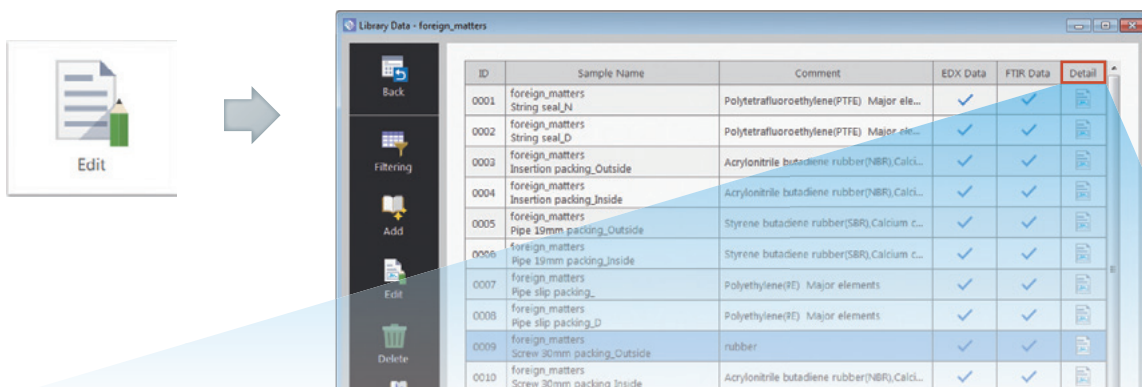 Edit
Library Data - foreign_matters
Back
Filtering
Add
Edit
Delete
ID Sample Name Comment EDX Data FTIR Data Detail
0001 foreign_matters
String seal_N Polytetrafluoroethylene(PTFE) Major ele...
0002 foreign_matters
String seal_D Polytetrafluoroethylene(PTFE) Major ele...
0003 foreign_matters
Insertion packing_Outside Acrylonitrile butadiene rubber(NBR),Calci...
0004 foreign_matters
Insertion packing_Inside Acrylonitrile butadiene rubber(NBR),Calci...
0005 foreign_matters
Pipe 19mm packing_Outside Styrene butadiene rubber(SBR),Calcium c...
0006 foreign_matters
Pipe 19mm packing_Inside Styrene butadiene rubber(SBR),Calcium c...
0007 foreign_matters
Pipe slip packing_ Polyethylene(PE) Major elements
0008 foreign_matters
Pipe slip packing_D Polyethylene(PE) Major elements
0009 foreign_matters
Screw 30mm packing_Outside rubber
0010 foreign_matters
Screw 30mm packing_Inside Acrylonitrile butadiene rubber(NBR),Calci...